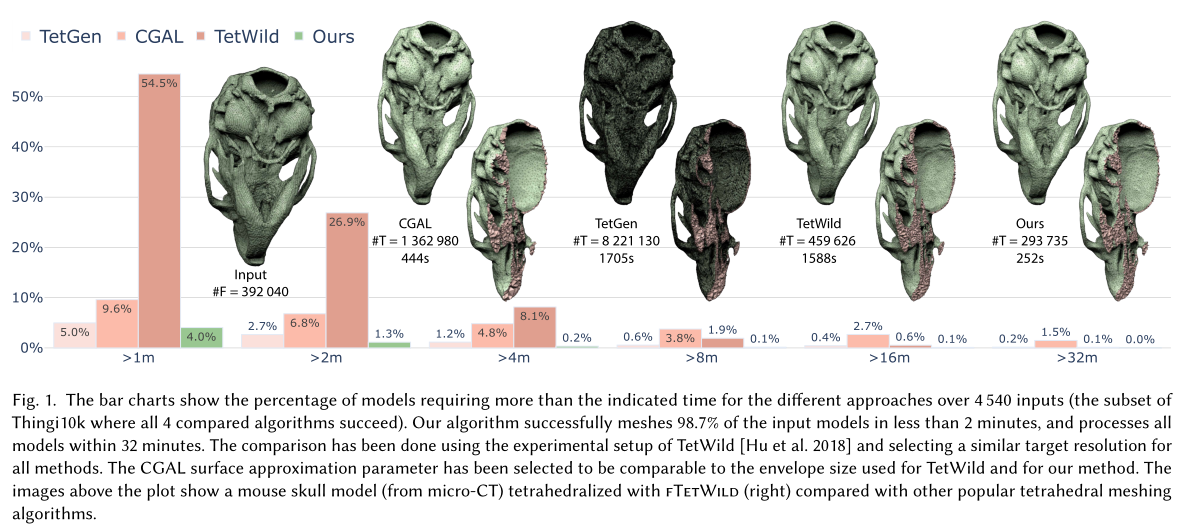 TetGen CGAL TetWild Ours
50%
40%
30%
20%
10%
0%
54.5%
9.6%
5.0%
4.0%
>1m
26.9%
2.7%
6.8%
1.3%
>2m
1.2%
4.8%
8.1%
0.2%
>4m
0.6%
3.8%
1.9%
0.1%
>8m
0.4%
2.7%
0.6%
0.1%
>16m
0.2%
1.5%
0.1%
0.0%
>32m
Input
#F = 392 040
CGAL
#T = 1 362 980
444s
TetGen
#T = 8 221 130
1705s
TetWild
#T = 459 626
1588s
Ours
#T = 293 735
252s
Fig. 1. The bar charts show the percentage of models requiring more than the indicated time for the different approaches over 4 540 inputs (the subset of
Thingi10k where all 4 compared algorithms succeed). Our algorithm successfully meshes 98.7% of the input models in less than 2 minutes, and processes all
models within 32 minutes. The comparison has been done using the experimental setup of TetWild [Hu et al. 2018] and selecting a similar target resolution for
all methods. The CGAL surface approximation parameter has been selected to be comparable to the envelope size used for TetWild and for our method. The
images above the plot show a mouse skull model (from micro-CT) tetrahedralized with fTetWild (right) compared with other popular tetrahedral meshing
algorithms.